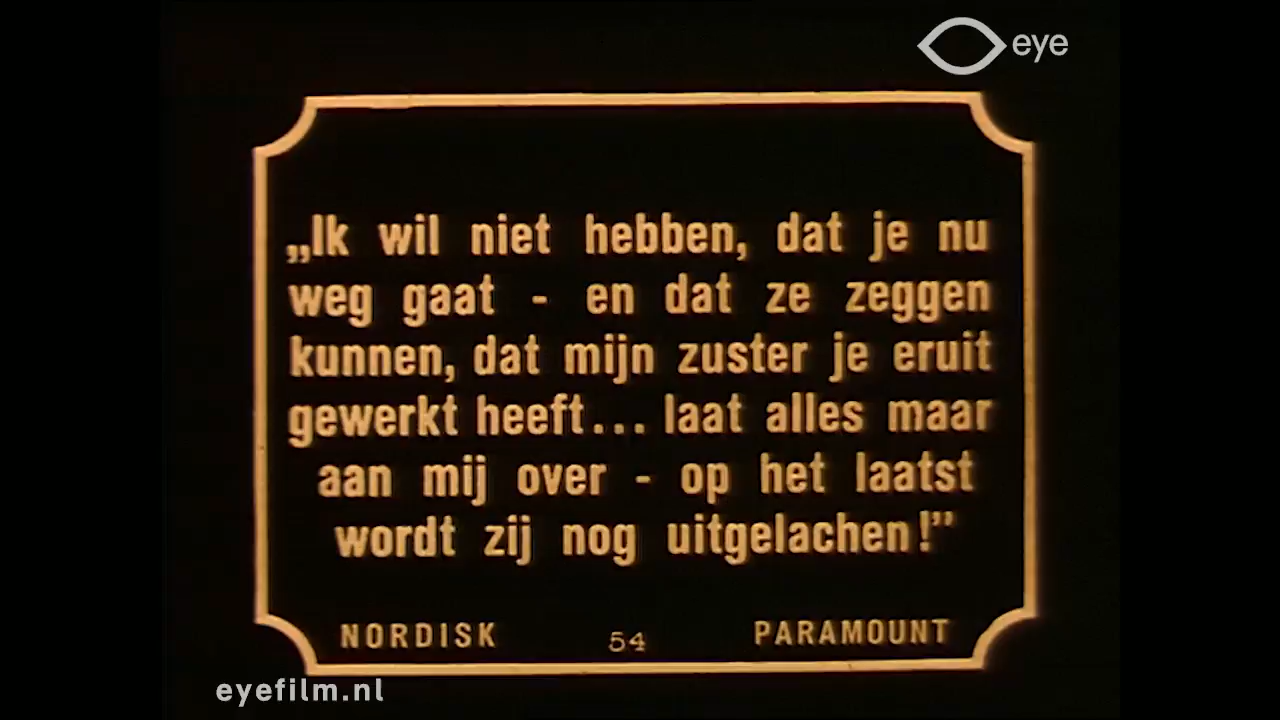 eye
„Ik wil niet hebben, dat je nu
weg gaat - en dat ze zeggen
kunnen, dat mijn zuster je eruit
gewerkt heeft... laat alles maar
aan mij over - op het laatst
wordt zij nog uitgelachen!”
NORDISK 54 PARAMOUNT
eyefilm.nl